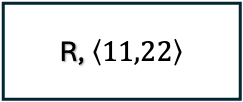 R, ⟨11,22⟩